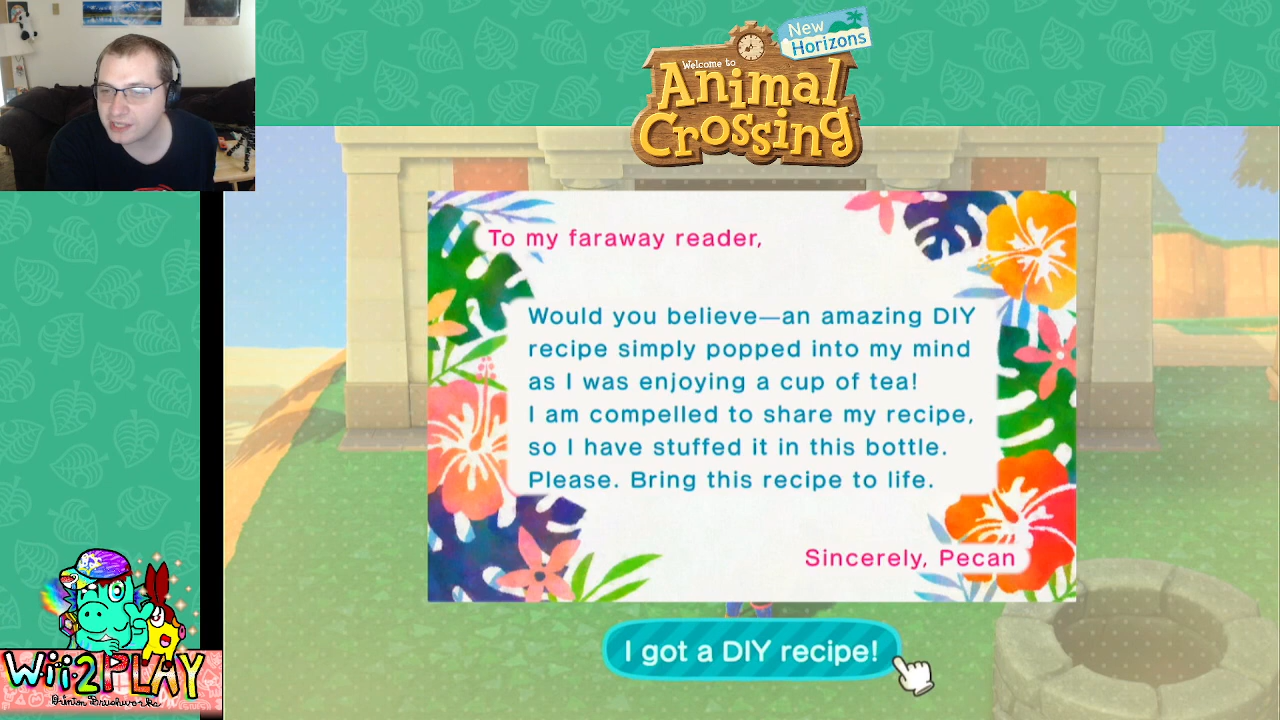 New
Horizons
Welcome to
Animal
Crossing
To my faraway reader,
Would you believe—an amazing DIY
recipe simply popped into my mind
as I was enjoying a cup of tea!
I am compelled to share my recipe,
so I have stuffed it in this bottle.
Please. Bring this recipe to life.
Sincerely, Pecan
I got a DIY recipe!
Wii2PLAY
Brinton Brushworks